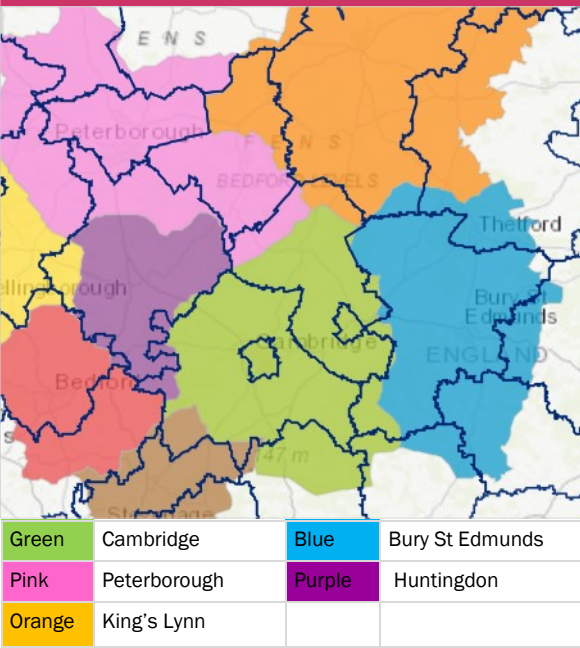 E N S
Peterborough
F E N S
BEDFORD LEVELS
Thetford
ellingborough
Bury St
Edmunds
Cambridge
ENGLAND
Bedford
s
147 m
Stevenage
Green Cambridge Blue Bury St Edmunds
Pink Peterborough Purple Huntingdon
Orange King's Lynn